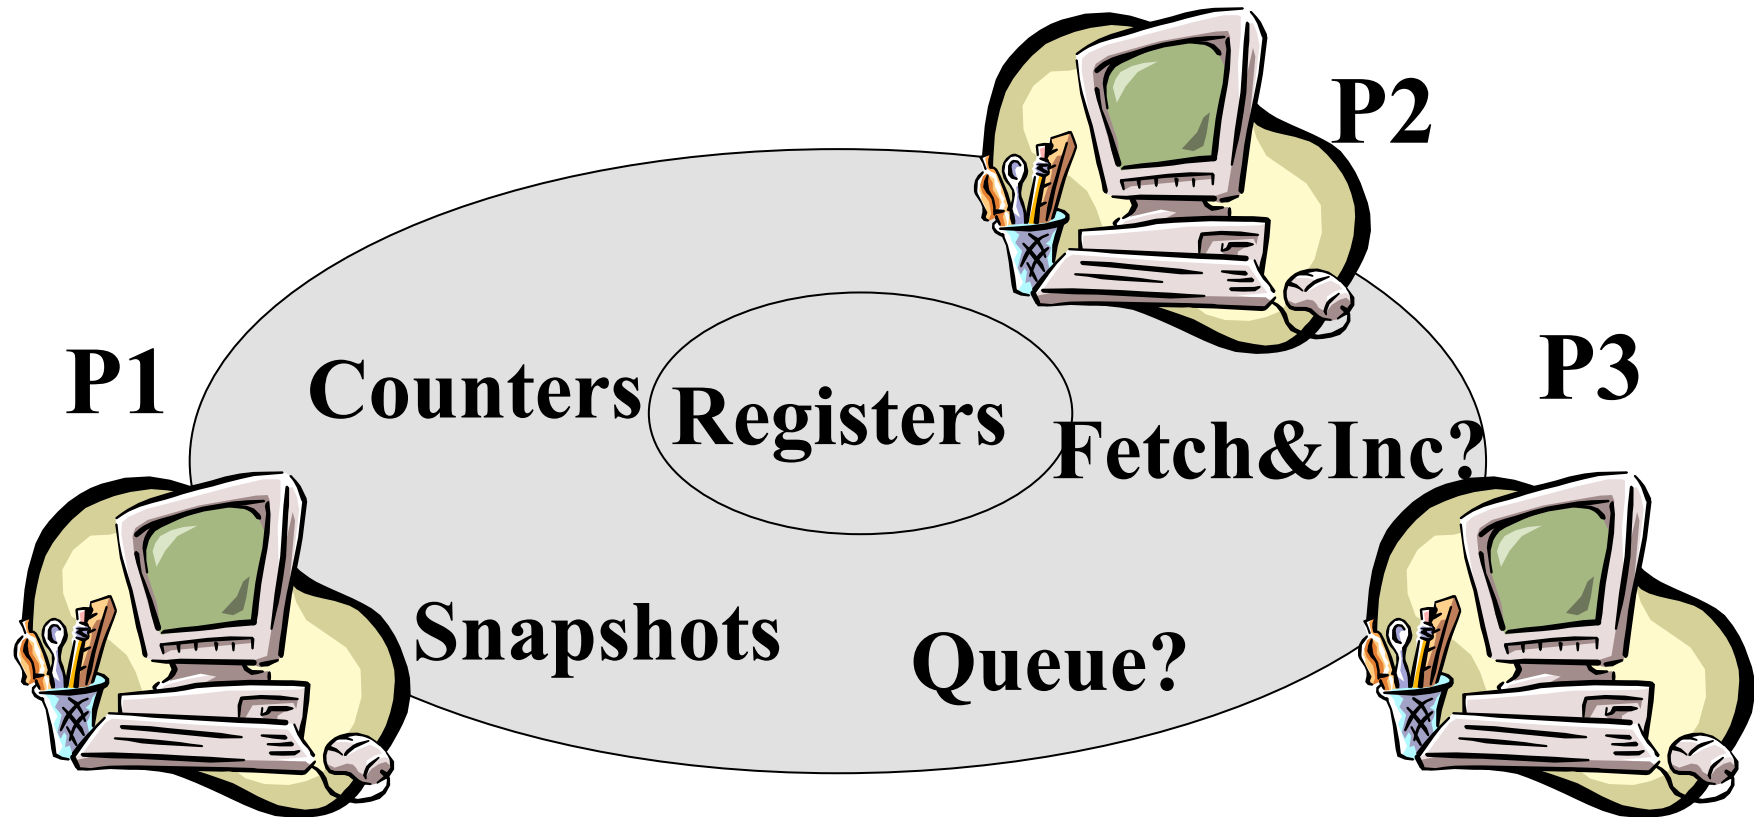 P2
P1
Counters
Registers
P3
Fetch&Inc?
Snapshots
Queue?